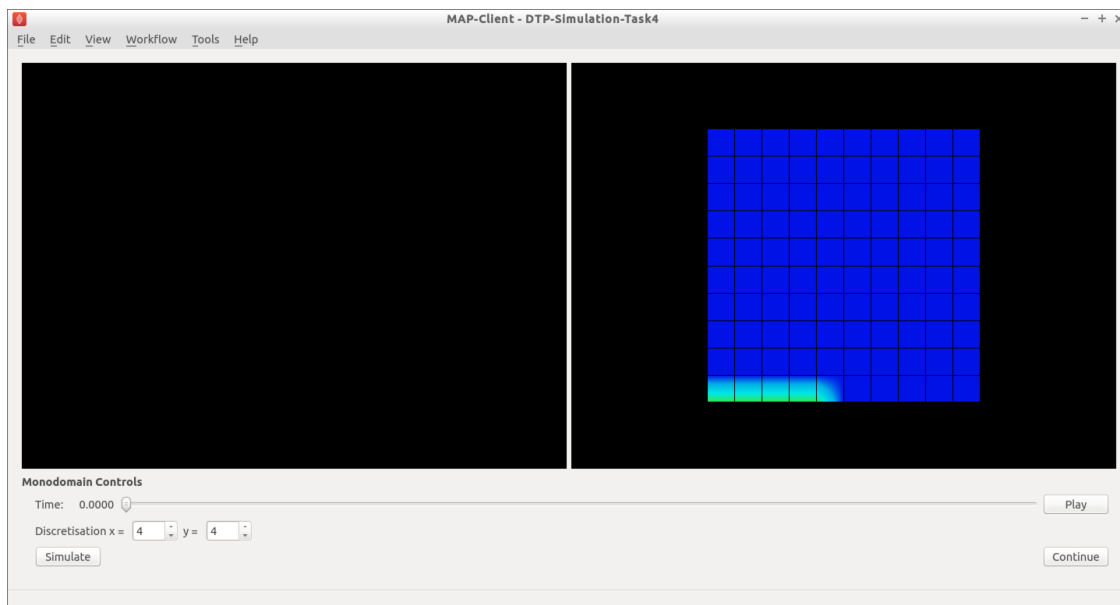 MAP-Client - DTP-Simulation-Task4
File Edit View Workflow Tools Help
Monodomain Controls
Time: 0.0000 Play
Discretisation x = 4 y = 4
Simulate Continue